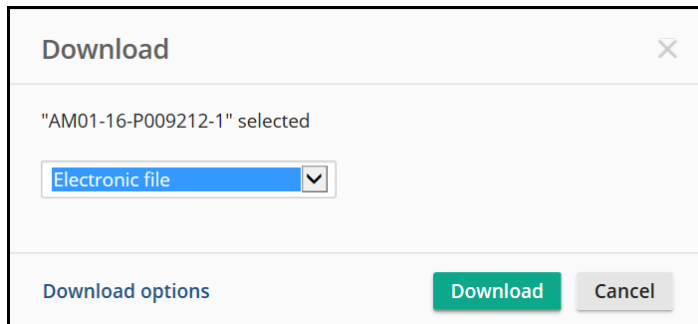 Download
"AM01-16-P009212-1" selected
Electronic file
Download options
Download
Cancel